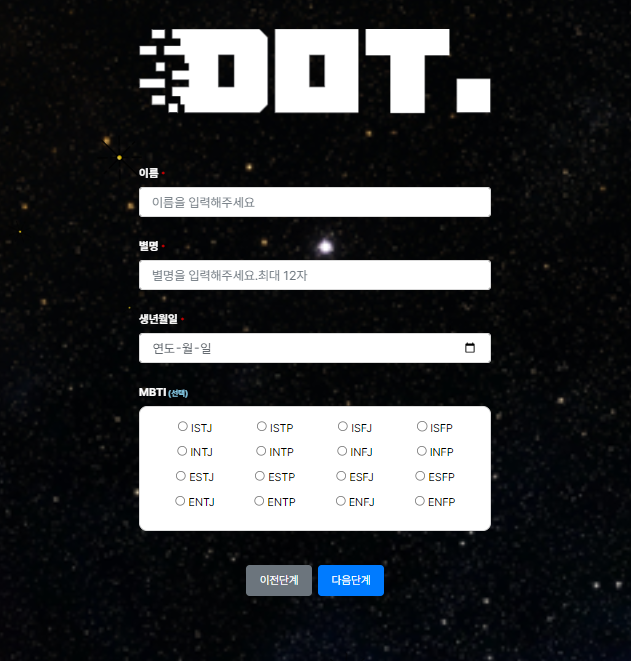 DOT.
이름 *
이름을 입력해주세요
별명 *
별명을 입력해주세요.최대 12자
생년월일 *
연도-월-일
MBTI (선택)
ISTJ ISTP ISFJ ISFP
INTJ INTP INFJ INFP
ESTJ ESTP ESFJ ESFP
ENTJ ENTP ENFJ ENFP
이전단계 다음단계